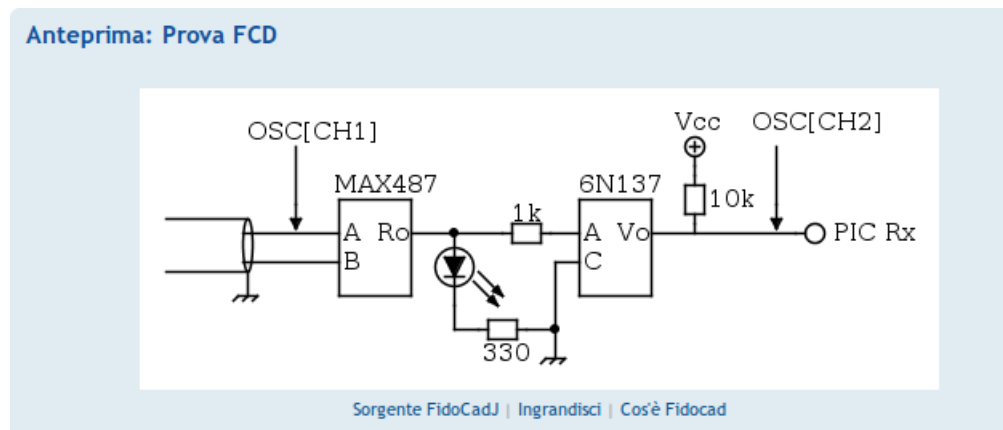 Anteprima: Prova FCD
OSC[CH1]
Vcc
OSC[CH2]
MAX487
6N137
10k
1k
A Ro
B
A Vo
C
PIC Rx
330
Sorgente FidoCadJ | Ingrandisci | Cos'è Fidocad